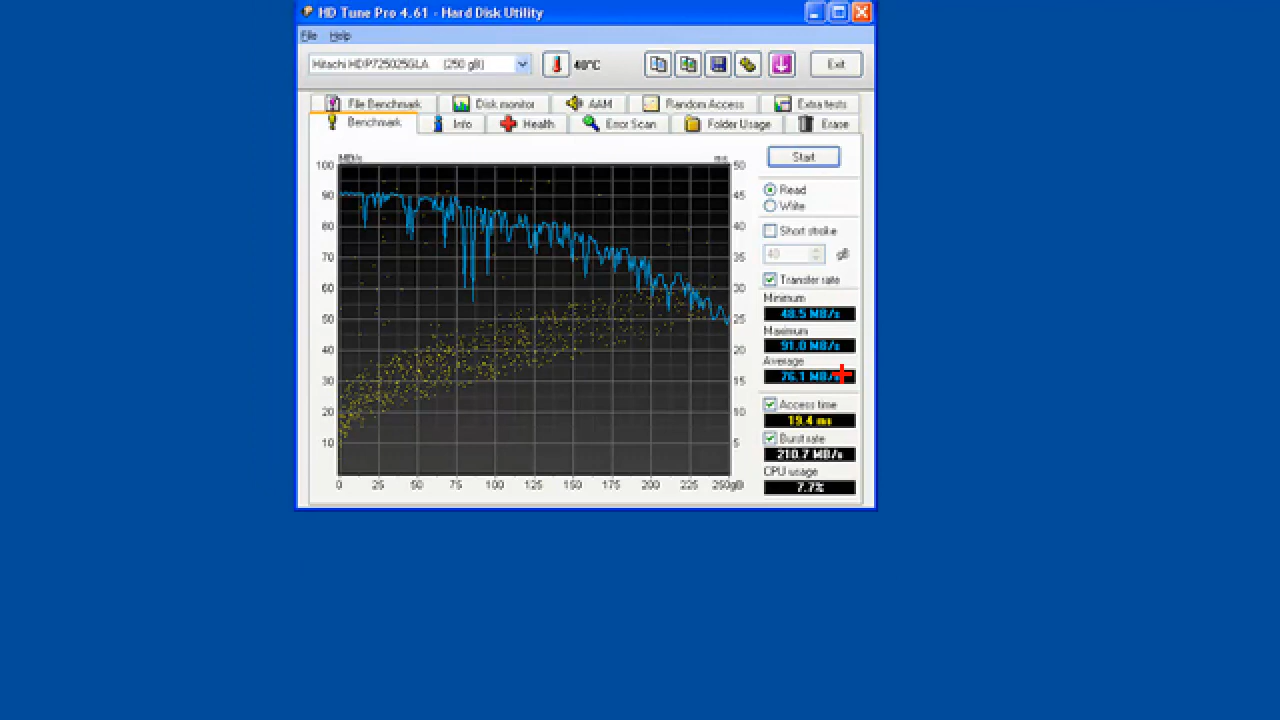 HD Tune Pro 4.61 - Hard Disk Utility
File Help
Hitachi HDP725025GLA (250 gB) 40°C Exit
File Benchmark Disk monitor AAM Random Access Extra tests
Benchmark Info Health Error Scan Folder Usage Erase
Start
MB/s ms
100 90 80 70 60 50 40 30 20 10
50 45 40 35 30 25 20 15 10 5
0 25 50 75 100 125 150 175 200 225 250gB
Read
Write
Short stroke
40 gB
Transfer rate
Minimum
48.5 MB/s
Maximum
91.0 MB/s
Average
76.1 MB/s
Access time
19.4 ms
Burst rate
210.7 MB/s
CPU usage
7.7%